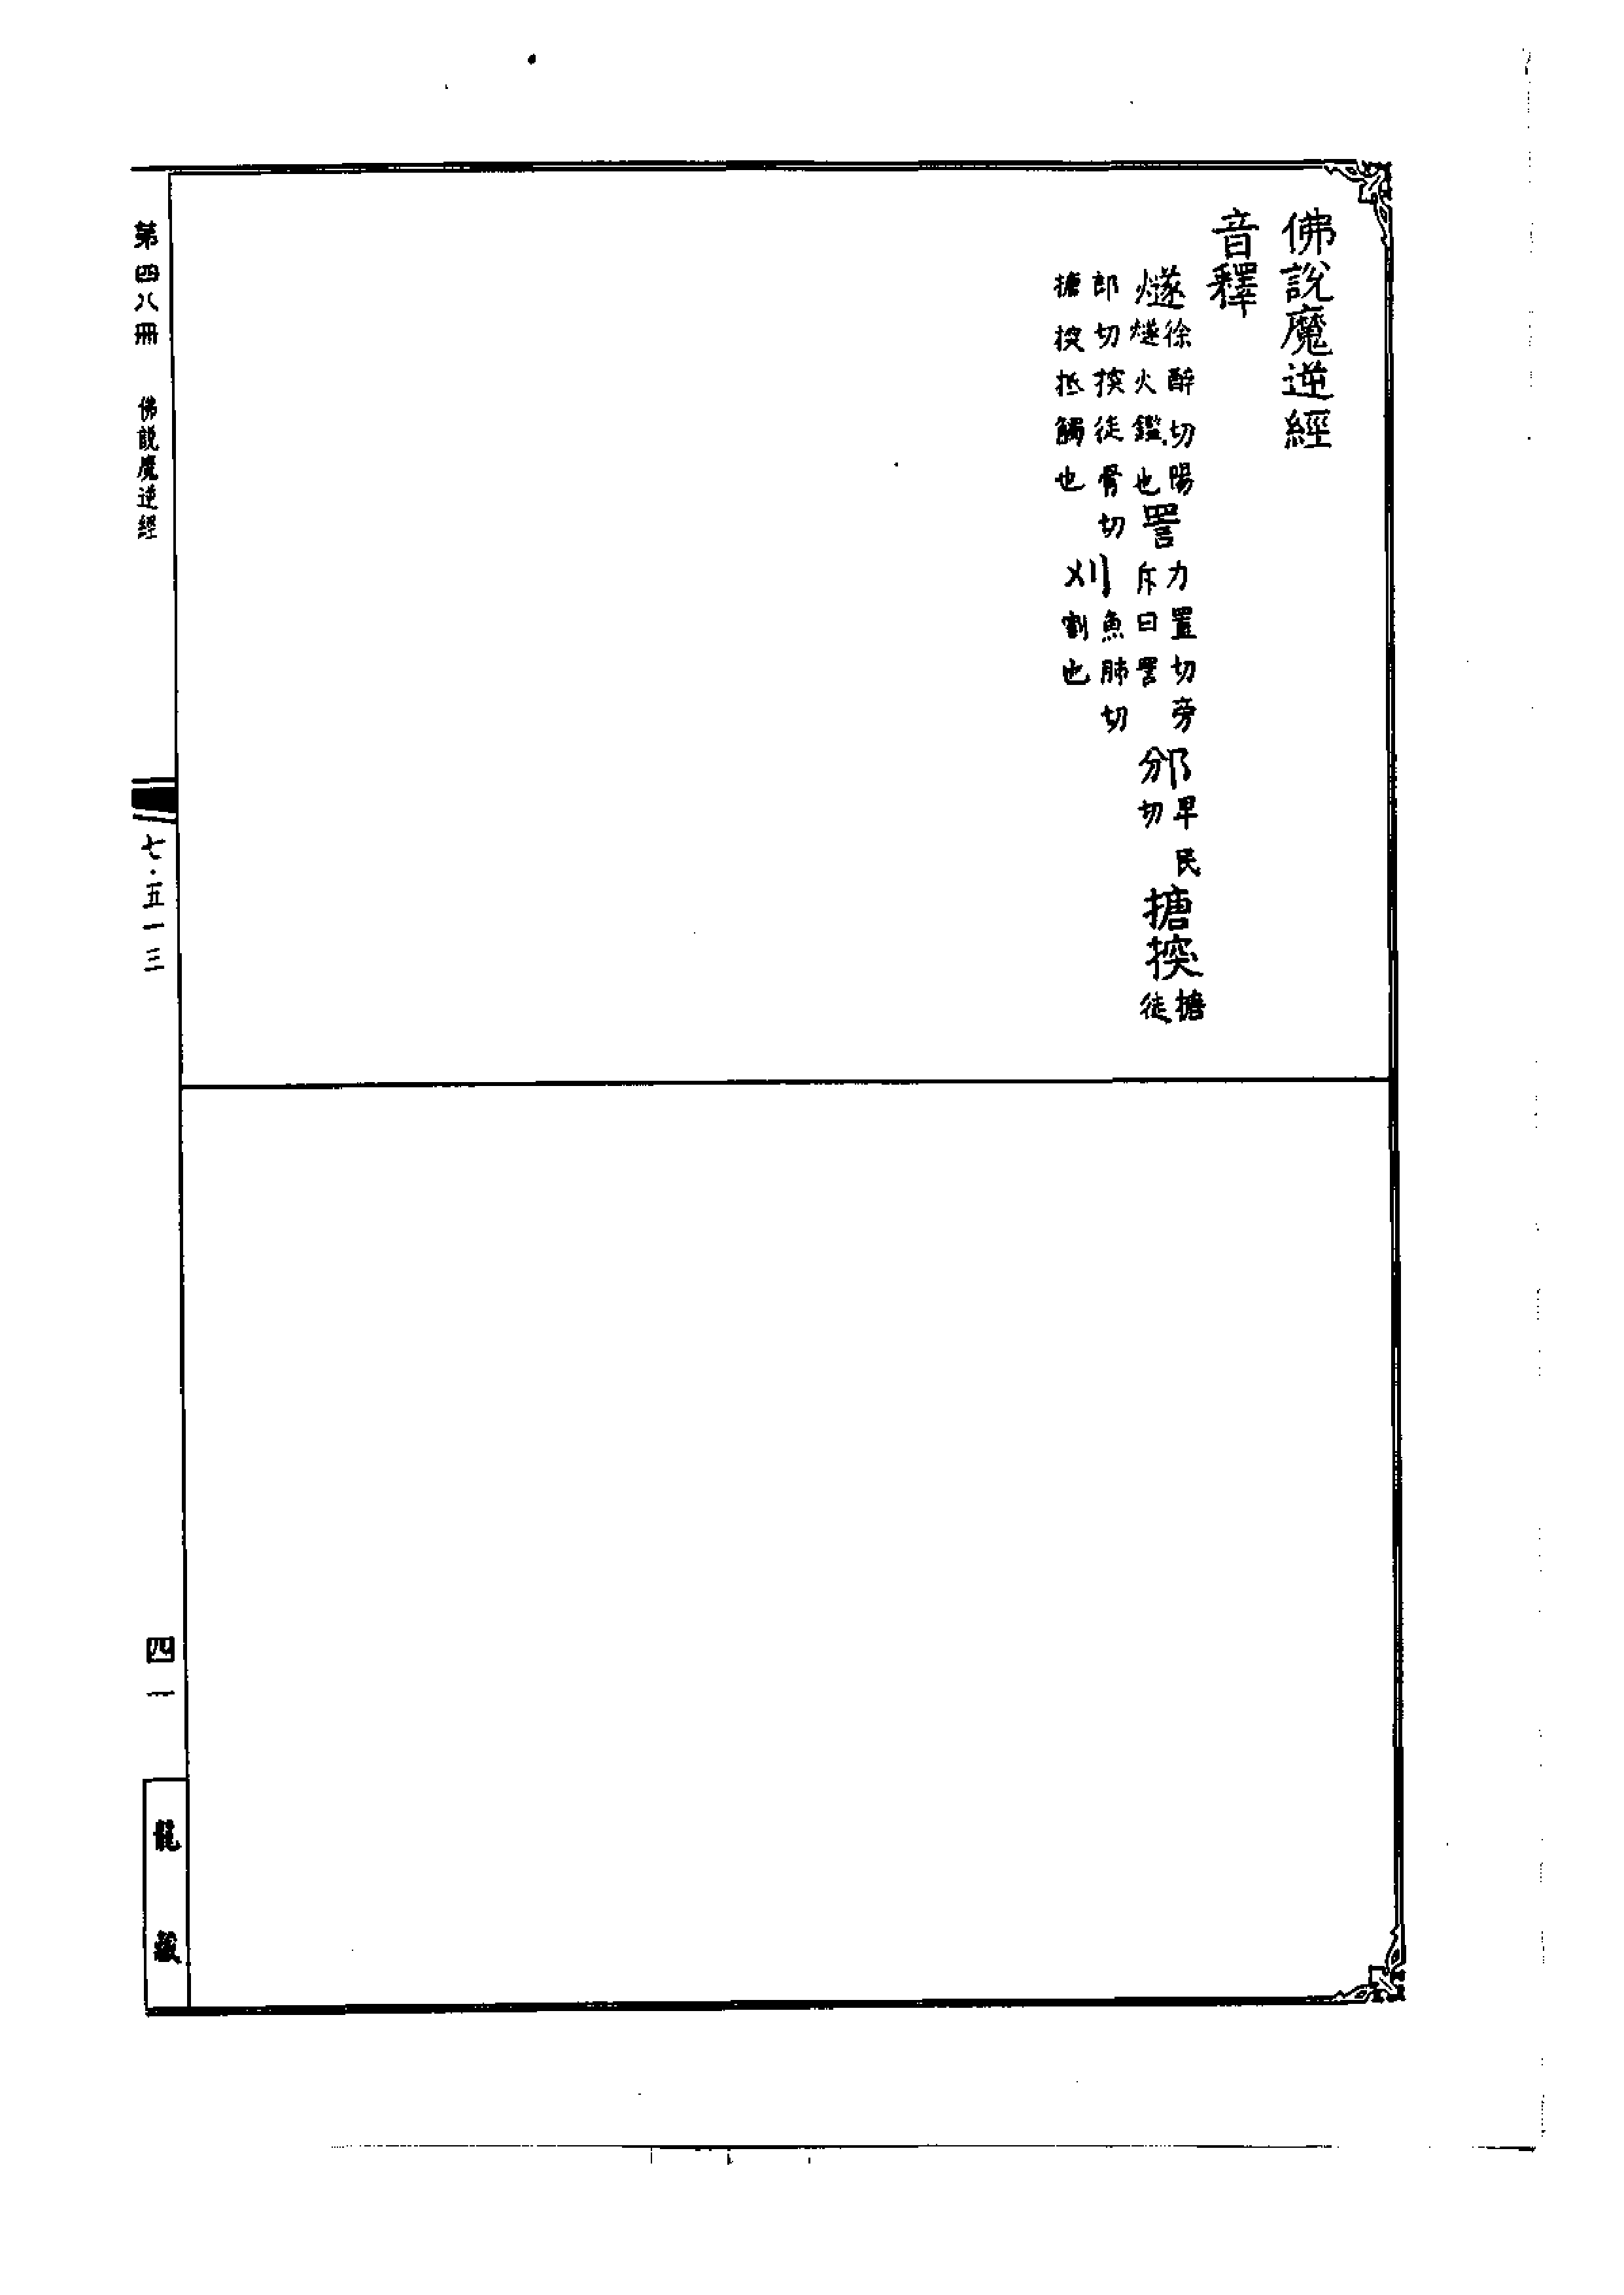 佛說魔逆經
音釋
燧徐醉切陽燧火鑑也詈力置切旁斥曰詈邠卑民切搪揬搪徒
郎切揬徒骨切搪揬抵觸也刈魚肺切割也
第四八冊 佛說魔逆經
七·五一三
四一
龍藏